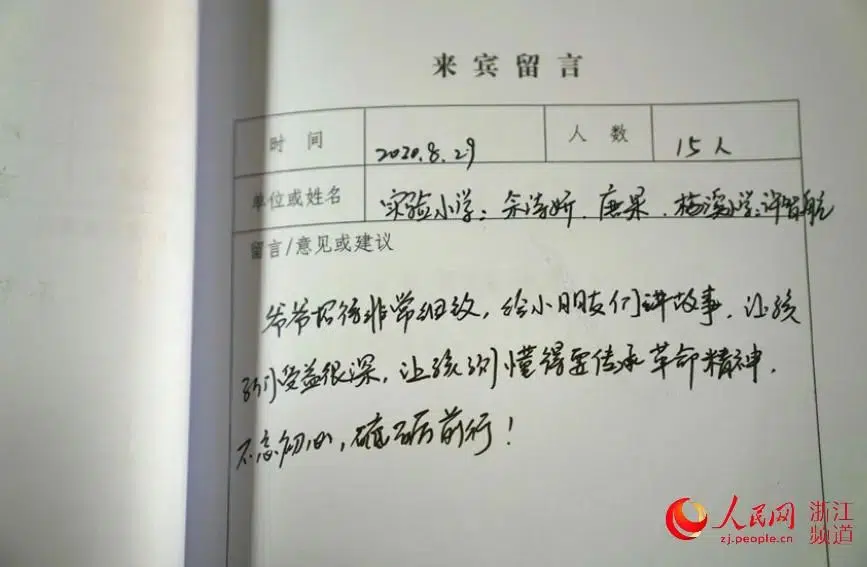 来宾留言
时间 2020.8.29 人数 15人
单位或姓名 实验小学：余诗妍、唐果、梅溪小学：许智航
留言/意见或建议
爷爷招待非常细致，给小朋友们讲故事，让孩
子们受益很深，让孩子们懂得要传承革命精神，
不忘初心，砥砺前行！
人民网 浙江
zj.people.cn 频道